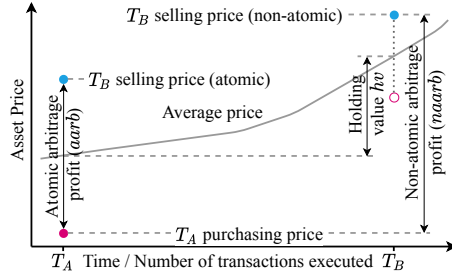 T_B selling price (non-atomic)
T_B selling price (atomic)
Average price
Asset Price
Atomic arbitrage
profit (aarb)
Holding
value hv
Non-atomic arbitrage
profit (naarb)
T_A purchasing price
T_A Time / Number of transactions executed T_B